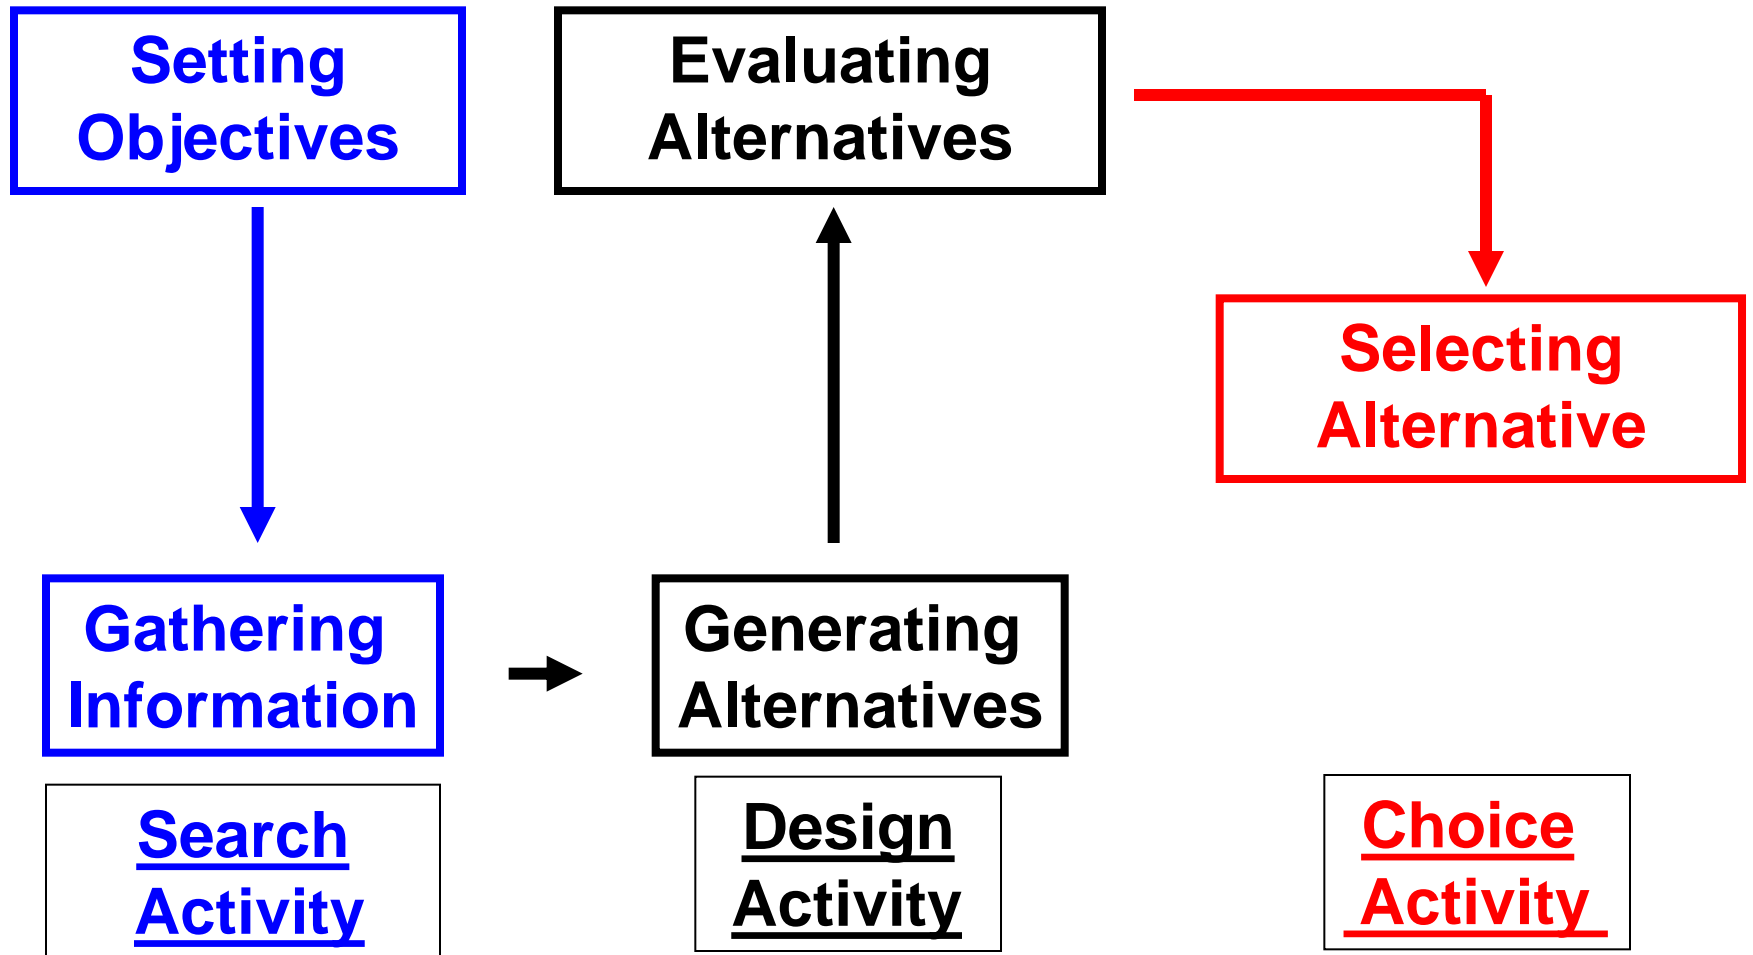 Setting
Objectives
Evaluating
Alternatives
Selecting
Alternative
Gathering
Information
Generating
Alternatives
Search
Activity
Design
Activity
Choice
Activity